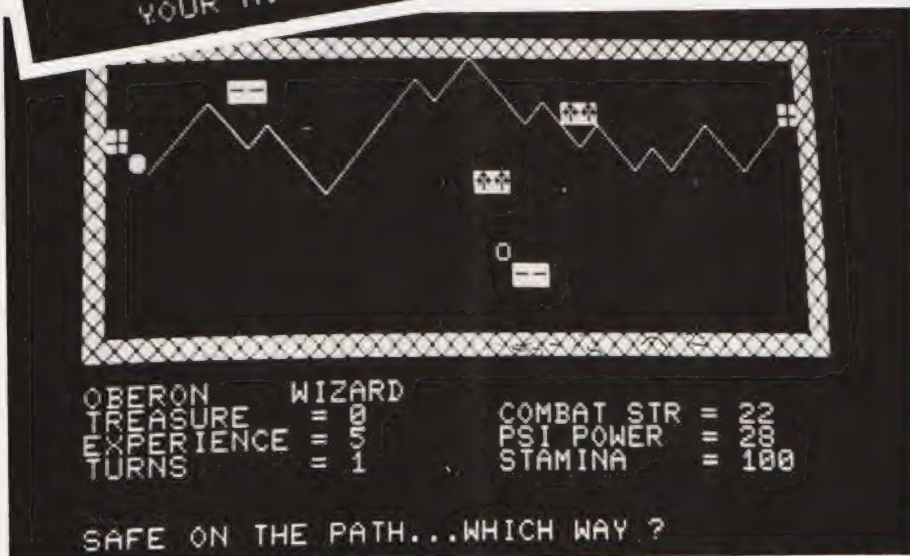 YOUR
OBERON WIZARD
TREASURE = 0 COMBAT STR = 22
EXPERIENCE = 5 PSI POWER = 28
TURNS = 1 STAMINA = 100
SAFE ON THE PATH...WHICH WAY ?